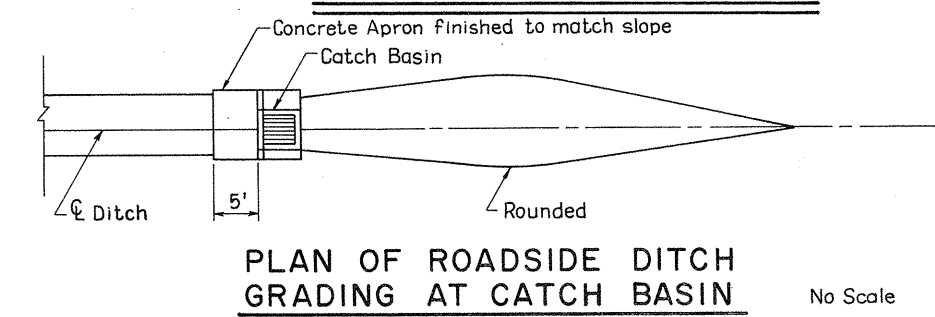 Concrete Apron finished to match slope
Catch Basin
℄ Ditch
5'
Rounded
PLAN OF ROADSIDE DITCH
GRADING AT CATCH BASIN
No Scale